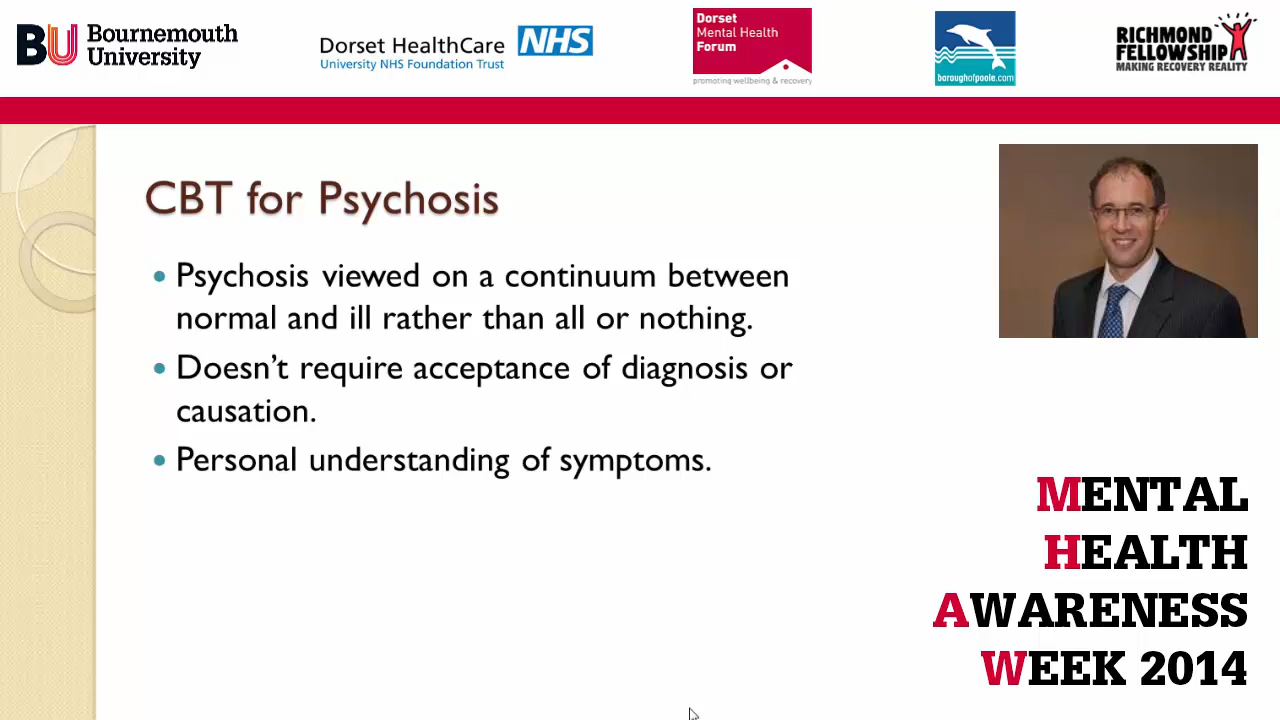 BU Bournemouth
University
Dorset HealthCare NHS
University NHS Foundation Trust
Dorset
Mental Health
Forum
promoting wellbeing & recovery
boroughofpoole.com
RICHMOND
FELLOWSHIP
MAKING RECOVERY REALITY
CBT for Psychosis
• Psychosis viewed on a continuum between
normal and ill rather than all or nothing.
• Doesn’t require acceptance of diagnosis or
causation.
• Personal understanding of symptoms.
MENTAL
HEALTH
AWARENESS
WEEK 2014